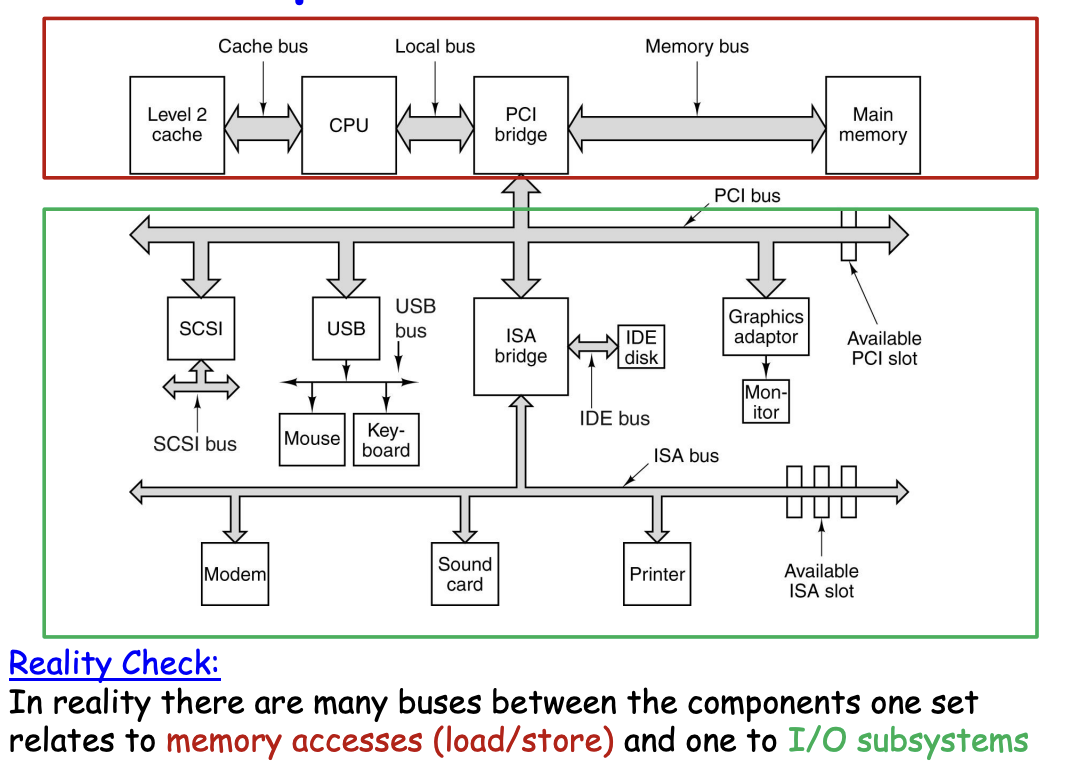 Cache bus
Local bus
Memory bus
Level 2
cache
CPU
PCI
bridge
Main
memory
PCI bus
SCSI
USB
USB
bus
ISA
bridge
IDE
disk
Graphics
adaptor
Available
PCI slot
Mon-
itor
IDE bus
SCSI bus
Mouse
Key-
board
ISA bus
Modem
Sound
card
Printer
Available
ISA slot
Reality Check:
In reality there are many buses between the components one set
relates to memory accesses (load/store) and one to I/O subsystems